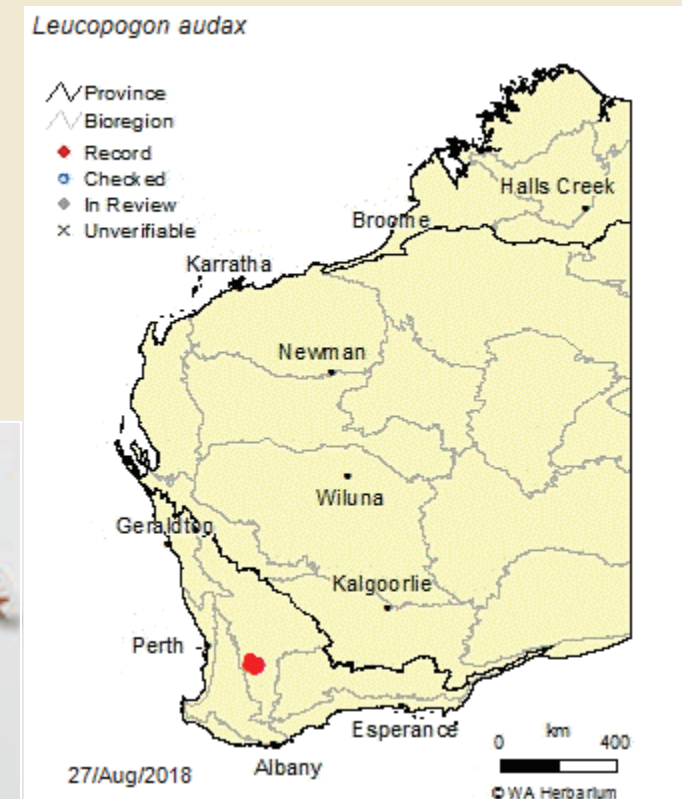 Leucopogon audax
Province
Bioregion
Record
Checked
In Review
Unverifiable
Halls Creek
Broome
Karratha
Newman
Wiluna
Geraldton
Kalgoorlie
Perth
Esperance
Albany
0 km 400
27/Aug/2018
© WA Herbarium